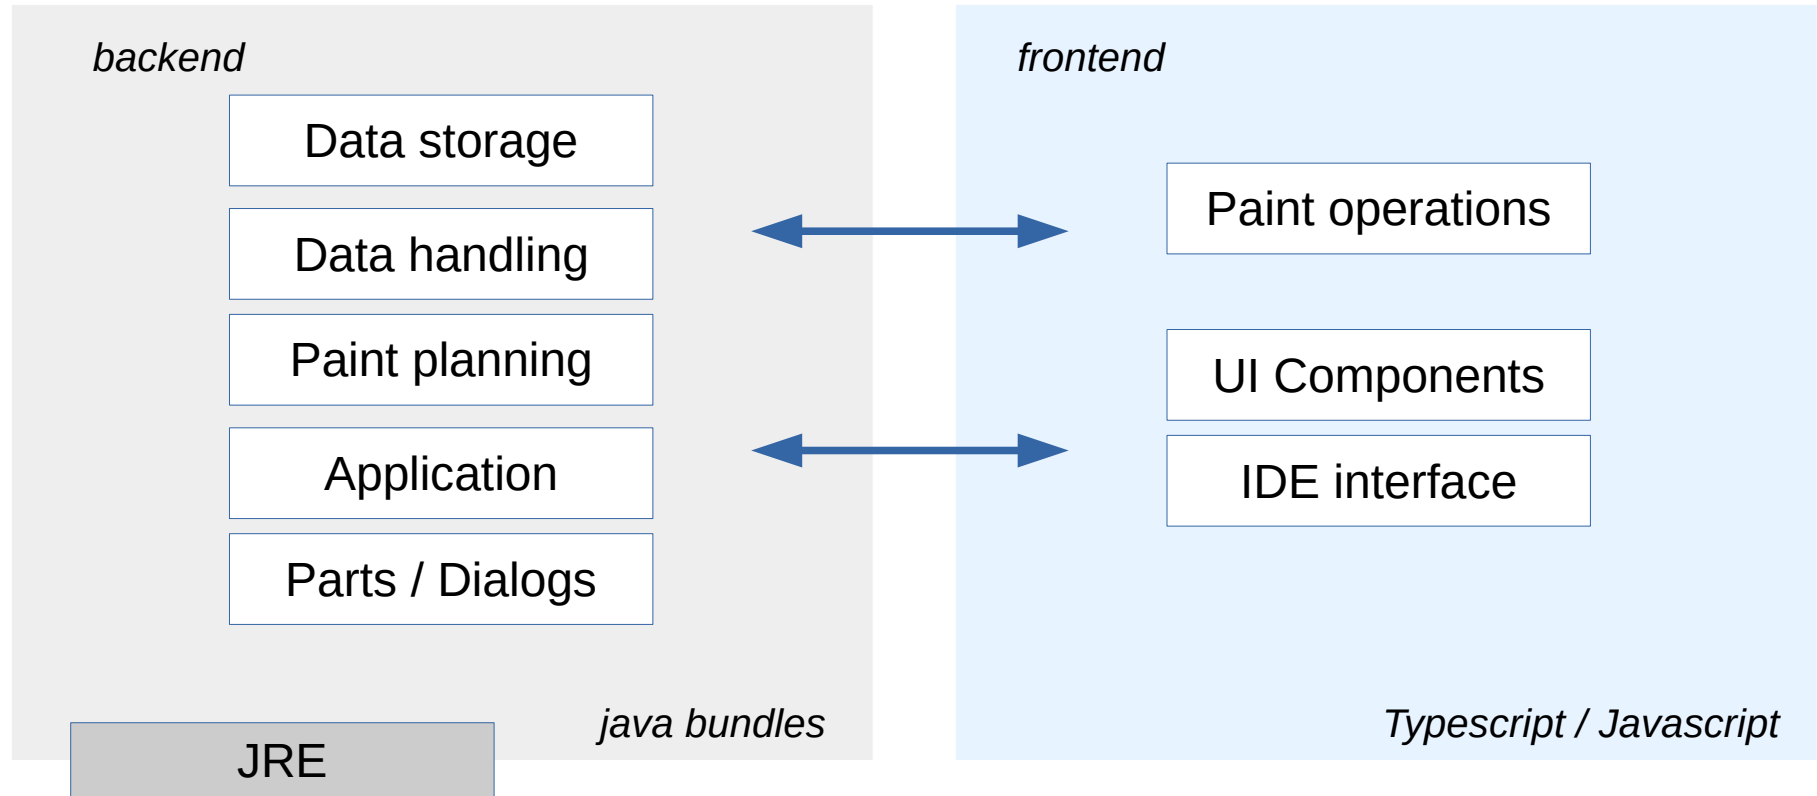 backend
Data storage
Data handling
Paint planning
Application
Parts / Dialogs
java bundles
JRE
frontend
Paint operations
UI Components
IDE interface
Typescript / Javascript